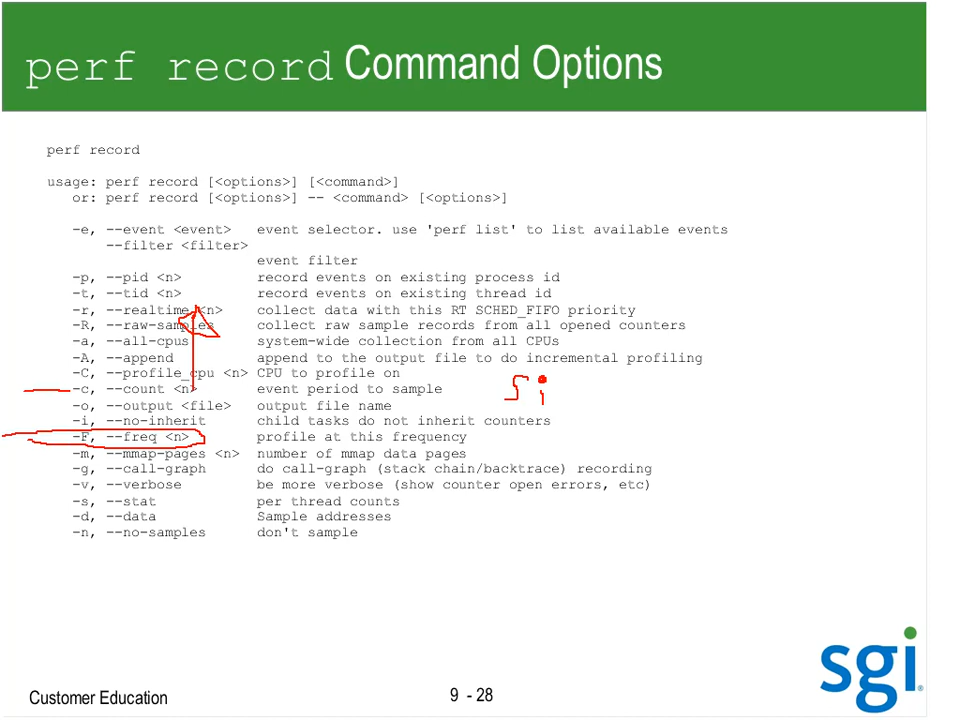 perf record Command Options
perf record
usage: perf record [<options>] [<command>]
or: perf record [<options>] -- <command> [<options>]
-e, --event <event> event selector. use 'perf list' to list available events
--filter <filter>
event filter
-p, --pid <n> record events on existing process id
-t, --tid <n> record events on existing thread id
-r, --realtime <n> collect data with this RT SCHED_FIFO priority
-R, --raw-samples collect raw sample records from all opened counters
-a, --all-cpus system-wide collection from all CPUs
-A, --append append to the output file to do incremental profiling
-C, --profile_cpu <n> CPU to profile on
-c, --count <n> event period to sample
-o, --output <file> output file name
-i, --no-inherit child tasks do not inherit counters
-F, --freq <n> profile at this frequency
-m, --mmap-pages <n> number of mmap data pages
-g, --call-graph do call-graph (stack chain/backtrace) recording
-v, --verbose be more verbose (show counter open errors, etc)
-s, --stat per thread counts
-d, --data Sample addresses
-n, --no-samples don't sample
Customer Education
9 - 28
sgi®